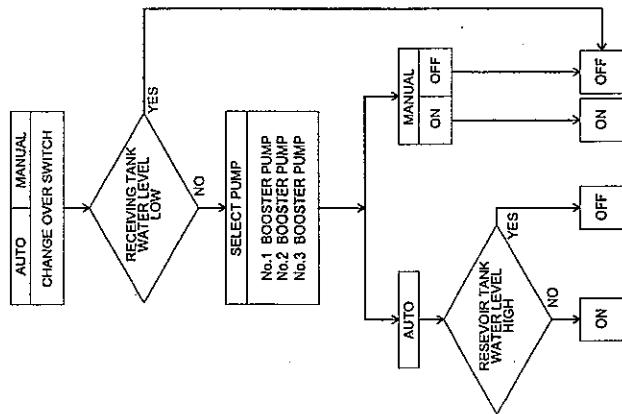 AUTO MANUAL
CHANGE OVER SWITCH
RECEIVING TANK
WATER LEVEL
LOW
YES
NO
SELECT PUMP
No.1 BOOSTER PUMP
No.2 BOOSTER PUMP
No.3 BOOSTER PUMP
AUTO
MANUAL
ON OFF
RESEVOIR TANK
WATER LEVEL
HIGH
YES
NO
ON
OFF
ON
OFF